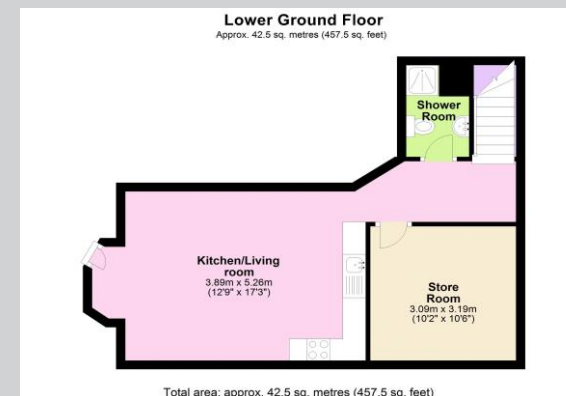 Lower Ground Floor
Approx. 42.5 sq. metres (457.5 sq. feet)
Shower
Room
Kitchen/Living
room
3.89m x 5.26m
(12'9" x 17'3")
Store
Room
3.09m x 3.19m
(10'2" x 10'6")
Total area: approx. 42.5 sq. metres (457.5 sq. feet)